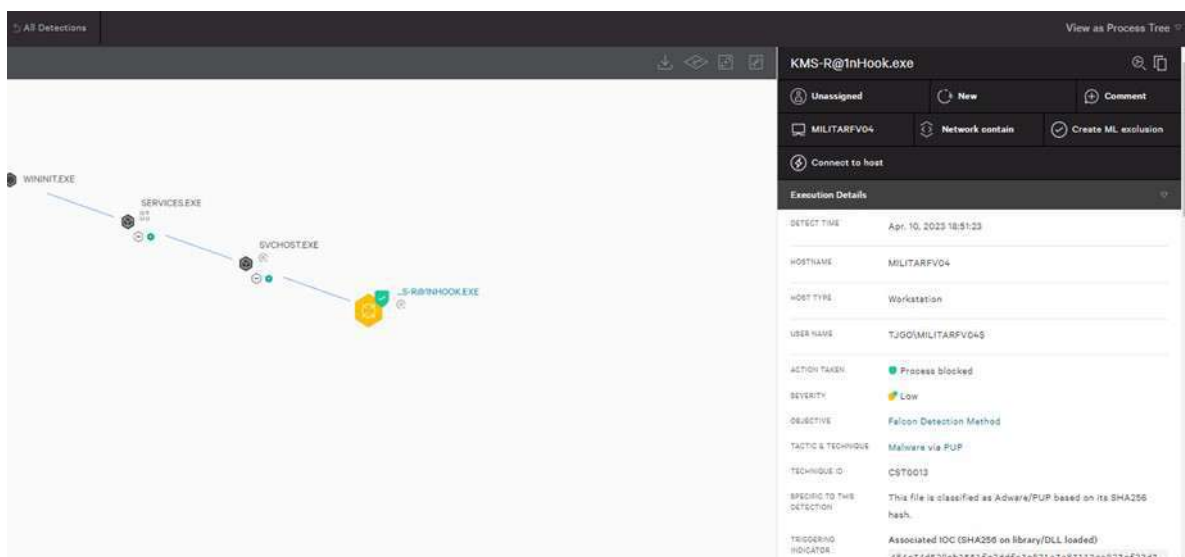 All Detections
View as Process Tree
WININIT.EXE
SERVICES.EXE
SVCHOST.EXE
...S-R@1NHOOK.EXE
KMS-R@1nHook.exe
Unassigned
New
Comment
MILITARFV04
Network contain
Create ML exclusion
Connect to host
Execution Details
DETECT TIME Apr. 10, 2023 18:51:23
HOSTNAME MILITARFV04
HOST TYPE Workstation
USER NAME TJGO\MILITARFV04$
ACTION TAKEN Process blocked
SEVERITY Low
OBJECTIVE Falcon Detection Method
TACTIC & TECHNIQUE Malware via PUP
TECHNIQUE ID CST0013
SPECIFIC TO THIS DETECTION This file is classified as Adware/PUP based on its SHA256 hash.
TRIGGERING INDICATOR Associated IOC (SHA256 on library/DLL loaded)